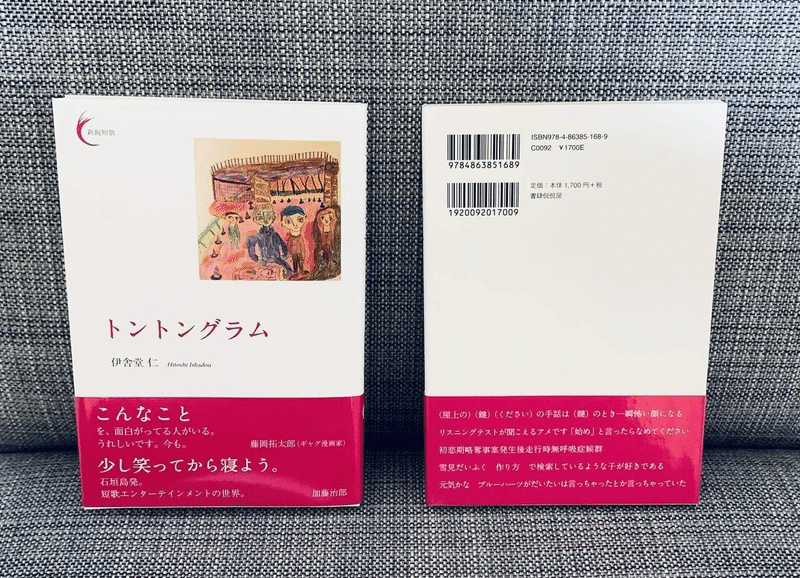 新鋭短歌
トントングラム
伊舎堂 仁 Hitoshi Ishadou
こんなこと
を、面白がってる人がいる。
うれしいです。今も。 藤岡拓太郎(ギャグ漫画家)
少し笑ってから寝よう。
石垣島発。
短歌エンターテインメントの世界。 加藤治郎
ISBN978-4-86385-168-9
C0092 ¥1700E
9784863851689
定価:本体1,700円+税
書肆侃侃房
1920092017009
(屋上の)(鍵)(ください)の手話は(鍵)のとき一瞬怖い顔になる
リスニングテストが聞こえるアメです「始め」と言ったらなめてください
初恋期略奪事案発生後走行時無呼吸症候群
雪見だいふく 作り方 で検索しているような子が好きである
元気かな ブルーハーツがだいたいは言っちゃったとか言っちゃっていた